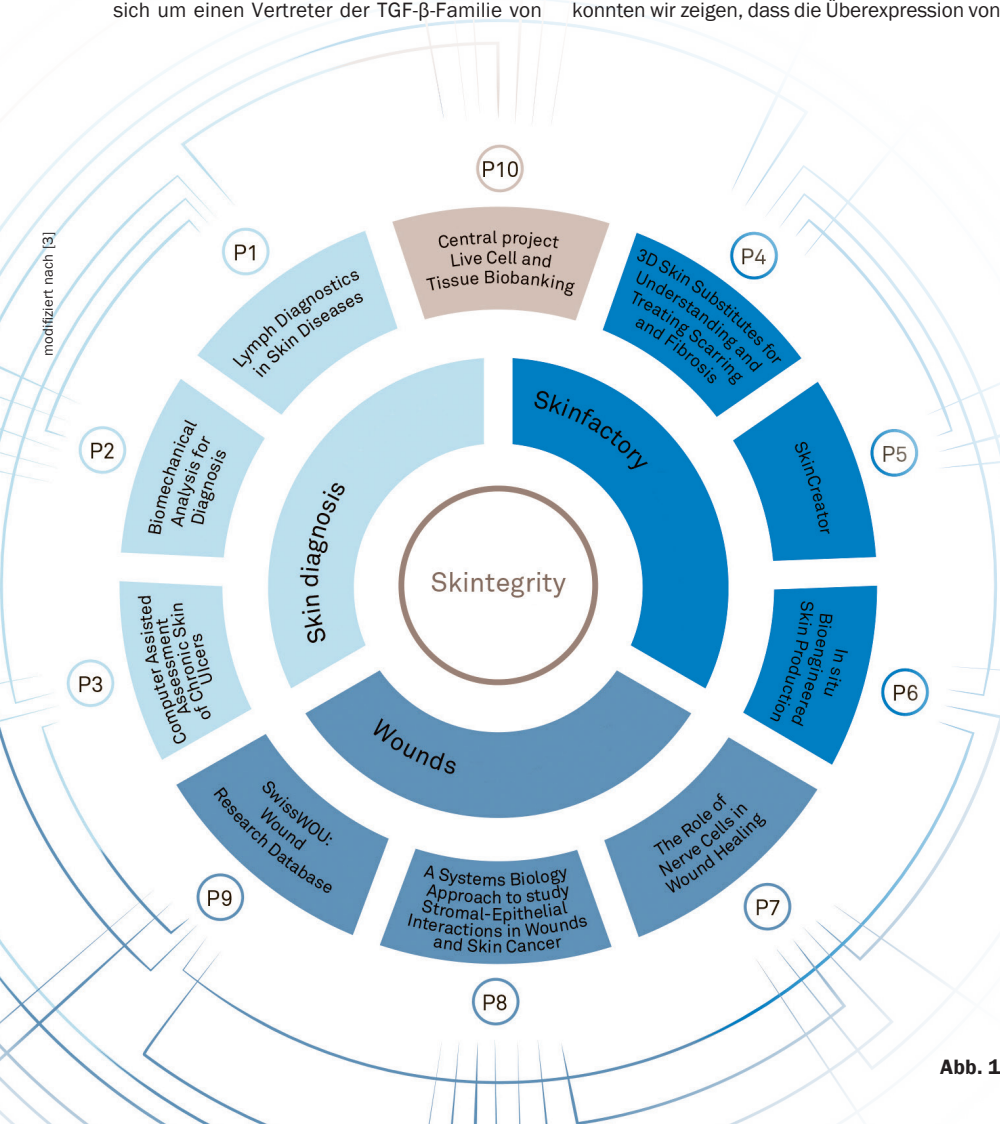 sich um einen Vertreter der TGF-β-Familie von
konnten wir zeigen, dass die Überexpression von
modifiziert nach [3]
P10
Central project
Live Cell and
Tissue Biobanking
P1
Lymph Diagnostics
in Skin Diseases
P4
3D Skin Substitutes for
Understanding and
Treating Scarring
and Fibrosis
P2
Biomechanical
Analysis for
Diagnosis
P5
SkinCreator
Skin diagnosis
Skinfactory
Skintegrity
Wounds
P3
Computer Assisted
Assessment
of Chronic Skin
Ulcers
P6
In situ
Bioengineered
Skin Production
P9
SwissWOU:
Wound
Research Database
P8
A Systems Biology
Approach to study
Stromal-Epithelial
Interactions in Wounds
and Skin Cancer
P7
The Role of
Nerve Cells in
Wound Healing
Abb. 1